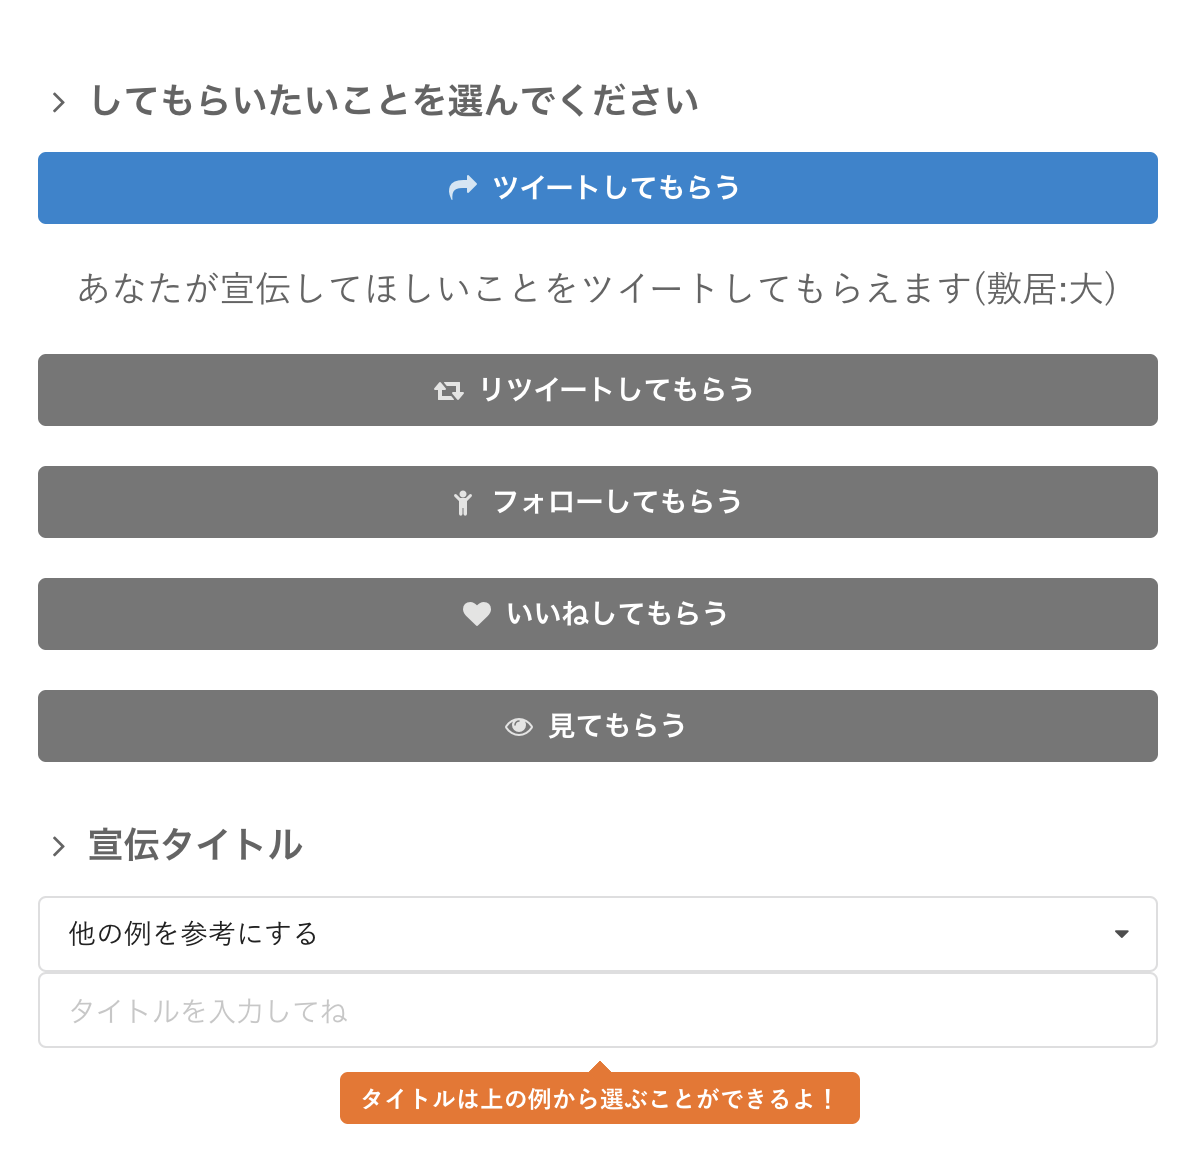 してもらいたいことを選んでください
ツイートしてもらう
あなたが宣伝してほしいことをツイートしてもらえます(敷居:大)
リツイートしてもらう
フォローしてもらう
いいねしてもらう
見てもらう
宣伝タイトル
他の例を参考にする
タイトルを入力してね
タイトルは上の例から選ぶことができるよ！